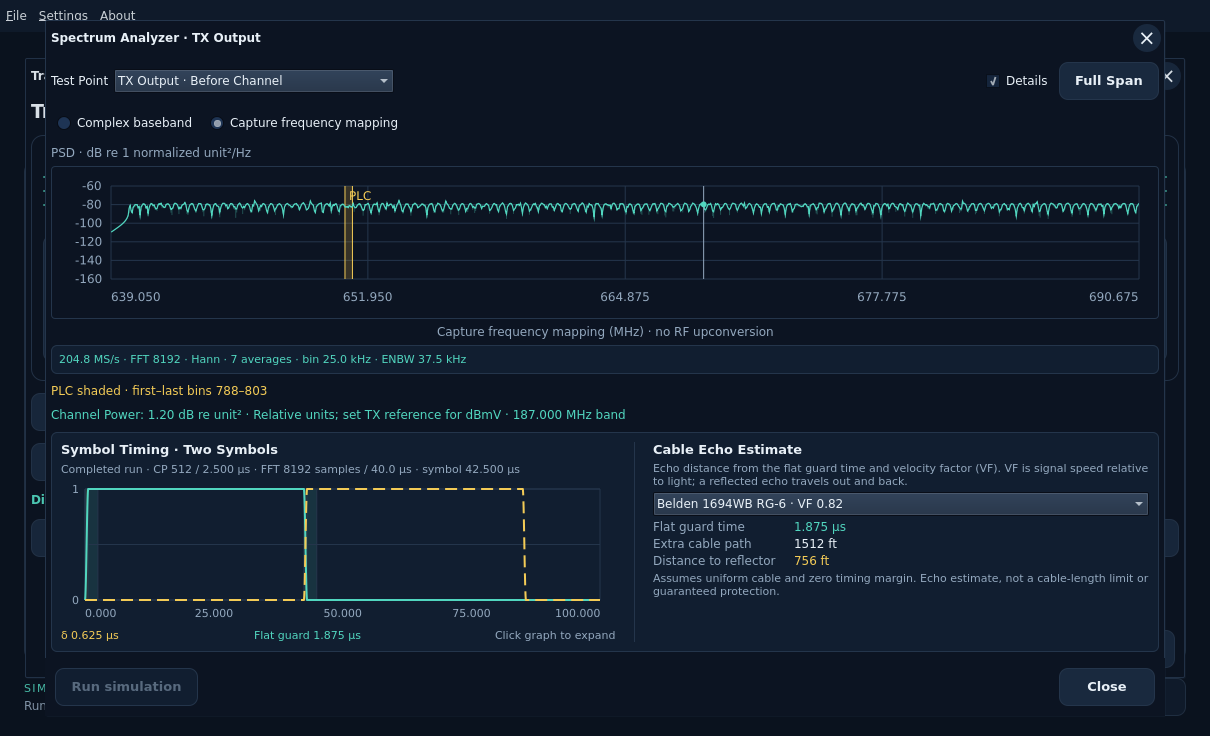 File Settings About
Spectrum Analyzer · TX Output
Test Point TX Output · Before Channel
Details
Full Span
Complex baseband
Capture frequency mapping
PSD · dB re 1 normalized unit²/Hz
-60
PLC
-80
-100
-120
-140
-160
639.050 651.950 664.875 677.775 690.675
Capture frequency mapping (MHz) · no RF upconversion
204.8 MS/s · FFT 8192 · Hann · 7 averages · bin 25.0 kHz · ENBW 37.5 kHz
PLC shaded · first–last bins 788–803
Channel Power: 1.20 dB re unit² · Relative units; set TX reference for dBmV · 187.000 MHz band
Symbol Timing · Two Symbols
Completed run · CP 512 / 2.500 µs · FFT 8192 samples / 40.0 µs · symbol 42.500 µs
1
0
0.000 25.000 50.000 75.000 100.000
δ 0.625 µs
Flat guard 1.875 µs
Click graph to expand
Cable Echo Estimate
Echo distance from the flat guard time and velocity factor (VF). VF is signal speed relative
to light; a reflected echo travels out and back.
Belden 1694WB RG-6 · VF 0.82
Flat guard time 1.875 µs
Extra cable path 1512 ft
Distance to reflector 756 ft
Assumes uniform cable and zero timing margin. Echo estimate, not a cable-length limit or
guaranteed protection.
Run simulation
Close